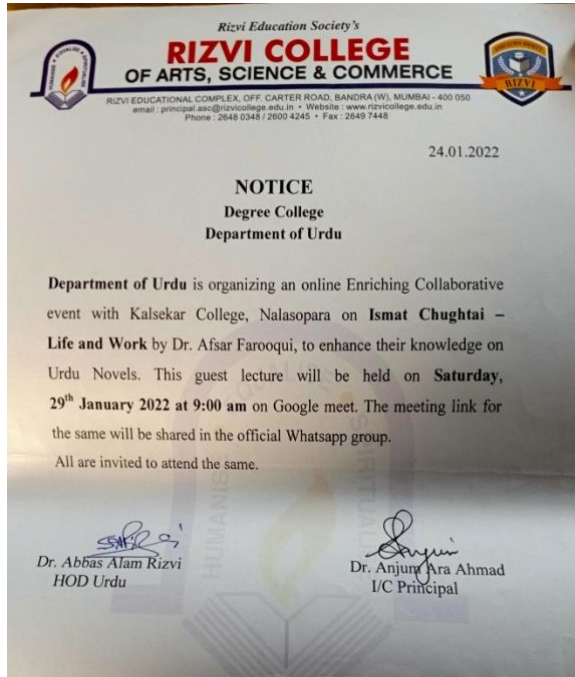 Rizvi Education Society's
RIZVI COLLEGE
OF ARTS, SCIENCE & COMMERCE
RIZVI EDUCATIONAL COMPLEX, OFF. CARTER ROAD, BANDRA (W), MUMBAI - 400 050
email : principal.asc@rizvicollege.edu.in • Website : www.rizvicollege.edu.in
Phone : 2648 0348 / 2600 4245 • Fax : 2649 7448
HUMANISE EQUALISE SPIRITUALISE
RIZVI
24.01.2022
NOTICE
Degree College
Department of Urdu
Department of Urdu is organizing an online Enriching Collaborative
event with Kalsekar College, Nalasopara on Ismat Chughtai –
Life and Work by Dr. Afsar Farooqui, to enhance their knowledge on
Urdu Novels. This guest lecture will be held on Saturday,
29th January 2022 at 9:00 am on Google meet. The meeting link for
the same will be shared in the official Whatsapp group.
All are invited to attend the same.
Dr. Abbas Alam Rizvi
HOD Urdu
Dr. Anjum Ara Ahmad
I/C Principal